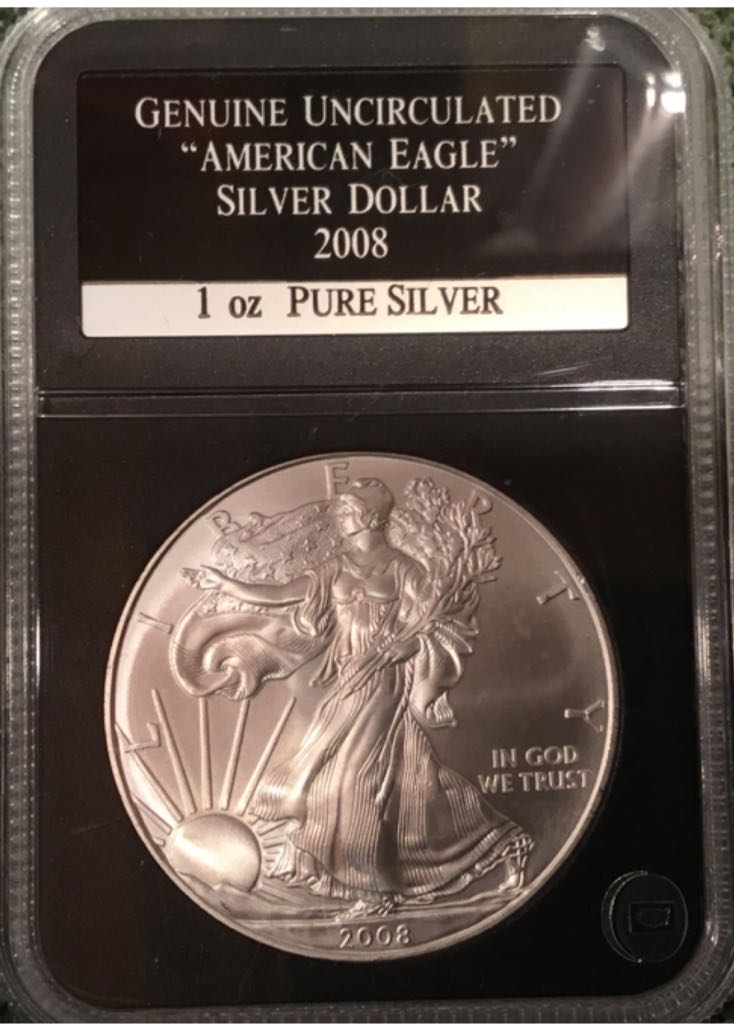 GENUINE UNCIRCULATED
“AMERICAN EAGLE”
SILVER DOLLAR
2008
1 oz PURE SILVER
LIBERTY
IN GOD
WE TRUST
2008